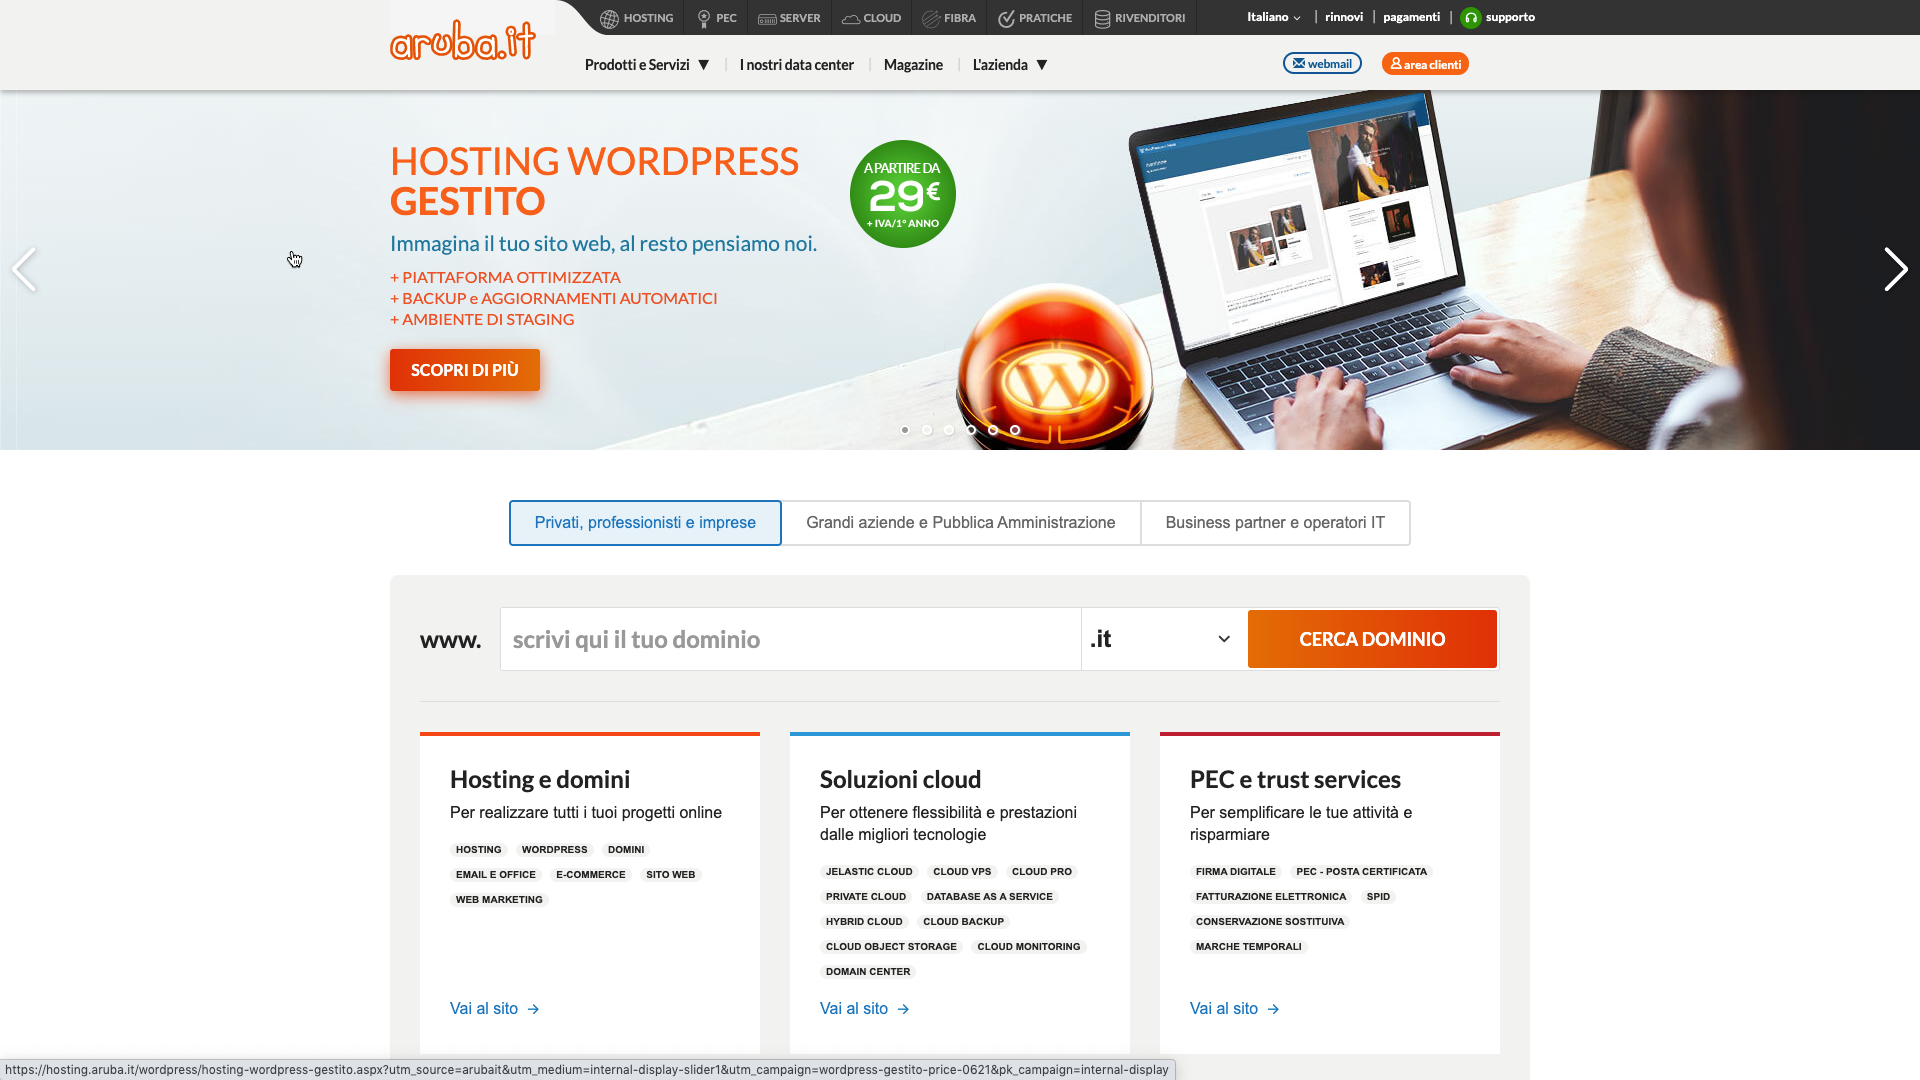 aruba.it
HOSTING
PEC
SERVER
CLOUD
FIBRA
PRATICHE
RIVENDITORI
Italiano
rinnovi
pagamenti
supporto
Prodotti e Servizi ▼
I nostri data center
Magazine
L'azienda ▼
webmail
area clienti
HOSTING WORDPRESS
GESTITO
Immagina il tuo sito web, al resto pensiamo noi.
+ PIATTAFORMA OTTIMIZZATA
+ BACKUP e AGGIORNAMENTI AUTOMATICI
+ AMBIENTE DI STAGING
SCOPRI DI PIÙ
A PARTIRE DA
29€
+ IVA/1° ANNO
Privati, professionisti e imprese
Grandi aziende e Pubblica Amministrazione
Business partner e operatori IT
www.
scrivi qui il tuo dominio
.it
CERCA DOMINIO
Hosting e domini
Per realizzare tutti i tuoi progetti online
HOSTING WORDPRESS DOMINI
EMAIL E OFFICE E-COMMERCE SITO WEB
WEB MARKETING
Vai al sito →
Soluzioni cloud
Per ottenere flessibilità e prestazioni
dalle migliori tecnologie
JELASTIC CLOUD CLOUD VPS CLOUD PRO
PRIVATE CLOUD DATABASE AS A SERVICE
HYBRID CLOUD CLOUD BACKUP
CLOUD OBJECT STORAGE CLOUD MONITORING
DOMAIN CENTER
Vai al sito →
PEC e trust services
Per semplificare le tue attività e
risparmiare
FIRMA DIGITALE PEC - POSTA CERTIFICATA
FATTURAZIONE ELETTRONICA SPID
CONSERVAZIONE SOSTITUIVA
MARCHE TEMPORALI
Vai al sito →
https://hosting.aruba.it/wordpress/hosting-wordpress-gestito.aspx?utm_source=arubait&utm_medium=internal-display-slider1&utm_campaign=wordpress-gestito-price-0621&pk_campaign=internal-display